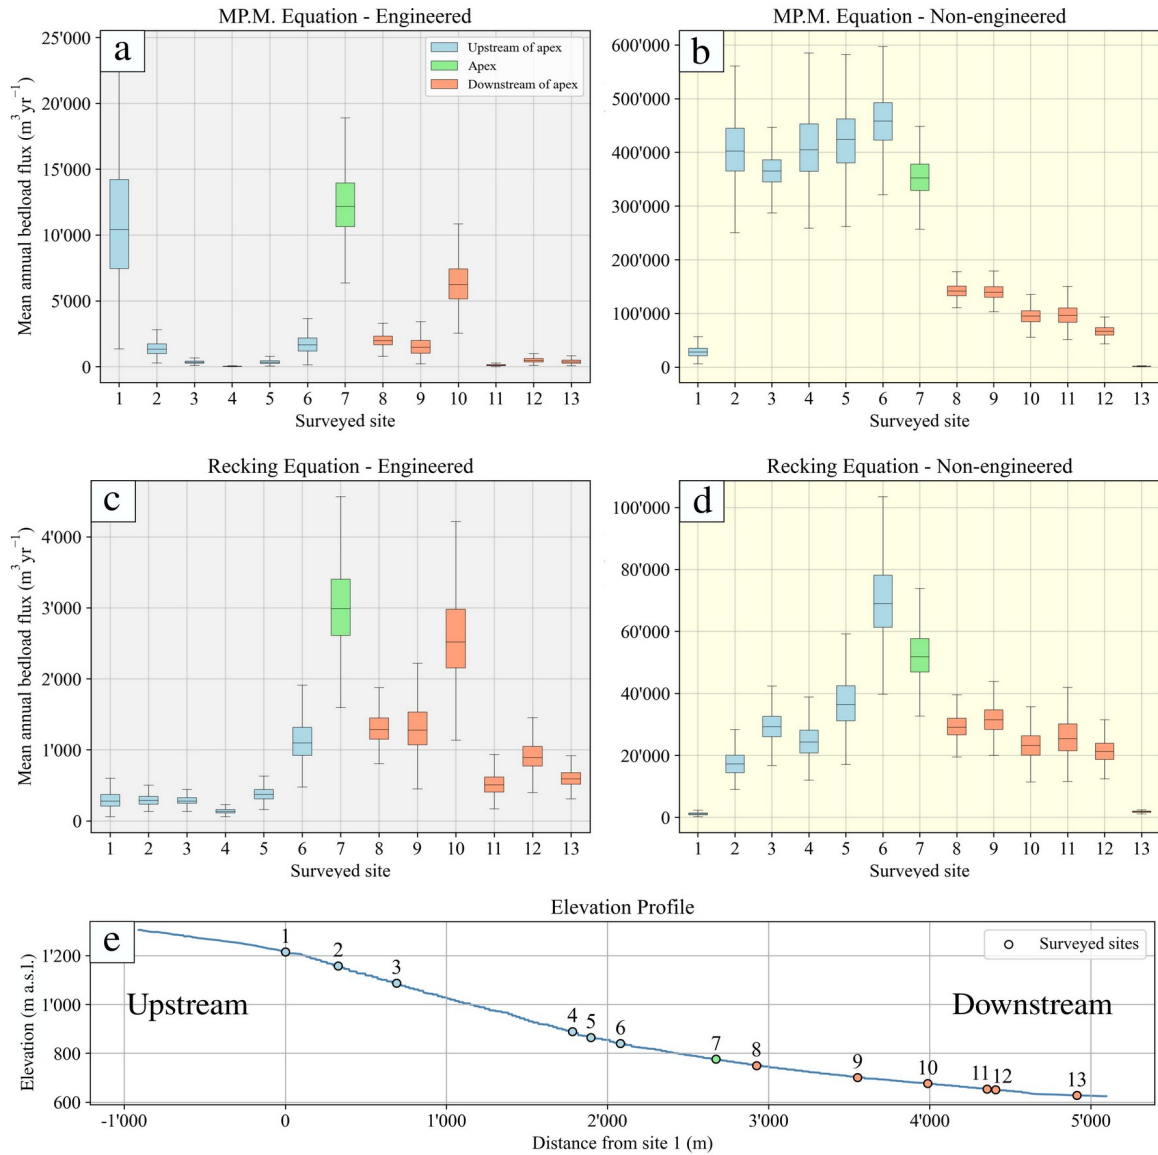 MP.M. Equation - Engineered
a
Upstream of apex
Apex
Downstream of apex
Mean annual bedload flux (m³yr⁻¹)
25'000
20'000
15'000
10'000
5'000
0
1 2 3 4 5 6 7 8 9 10 11 12 13
Surveyed site
MP.M. Equation - Non-engineered
b
600'000
500'000
400'000
300'000
200'000
100'000
0
1 2 3 4 5 6 7 8 9 10 11 12 13
Surveyed site
Recking Equation - Engineered
c
Mean annual bedload flux (m³yr⁻¹)
4'000
3'000
2'000
1'000
0
1 2 3 4 5 6 7 8 9 10 11 12 13
Surveyed site
Recking Equation - Non-engineered
d
100'000
80'000
60'000
40'000
20'000
0
1 2 3 4 5 6 7 8 9 10 11 12 13
Surveyed site
Elevation Profile
e
Surveyed sites
Elevation (m a.s.l.)
1'200
1'000
800
600
Upstream
Downstream
1 2 3 4 5 6 7 8 9 10 11 12 13
-1'000 0 1'000 2'000 3'000 4'000 5'000
Distance from site 1 (m)